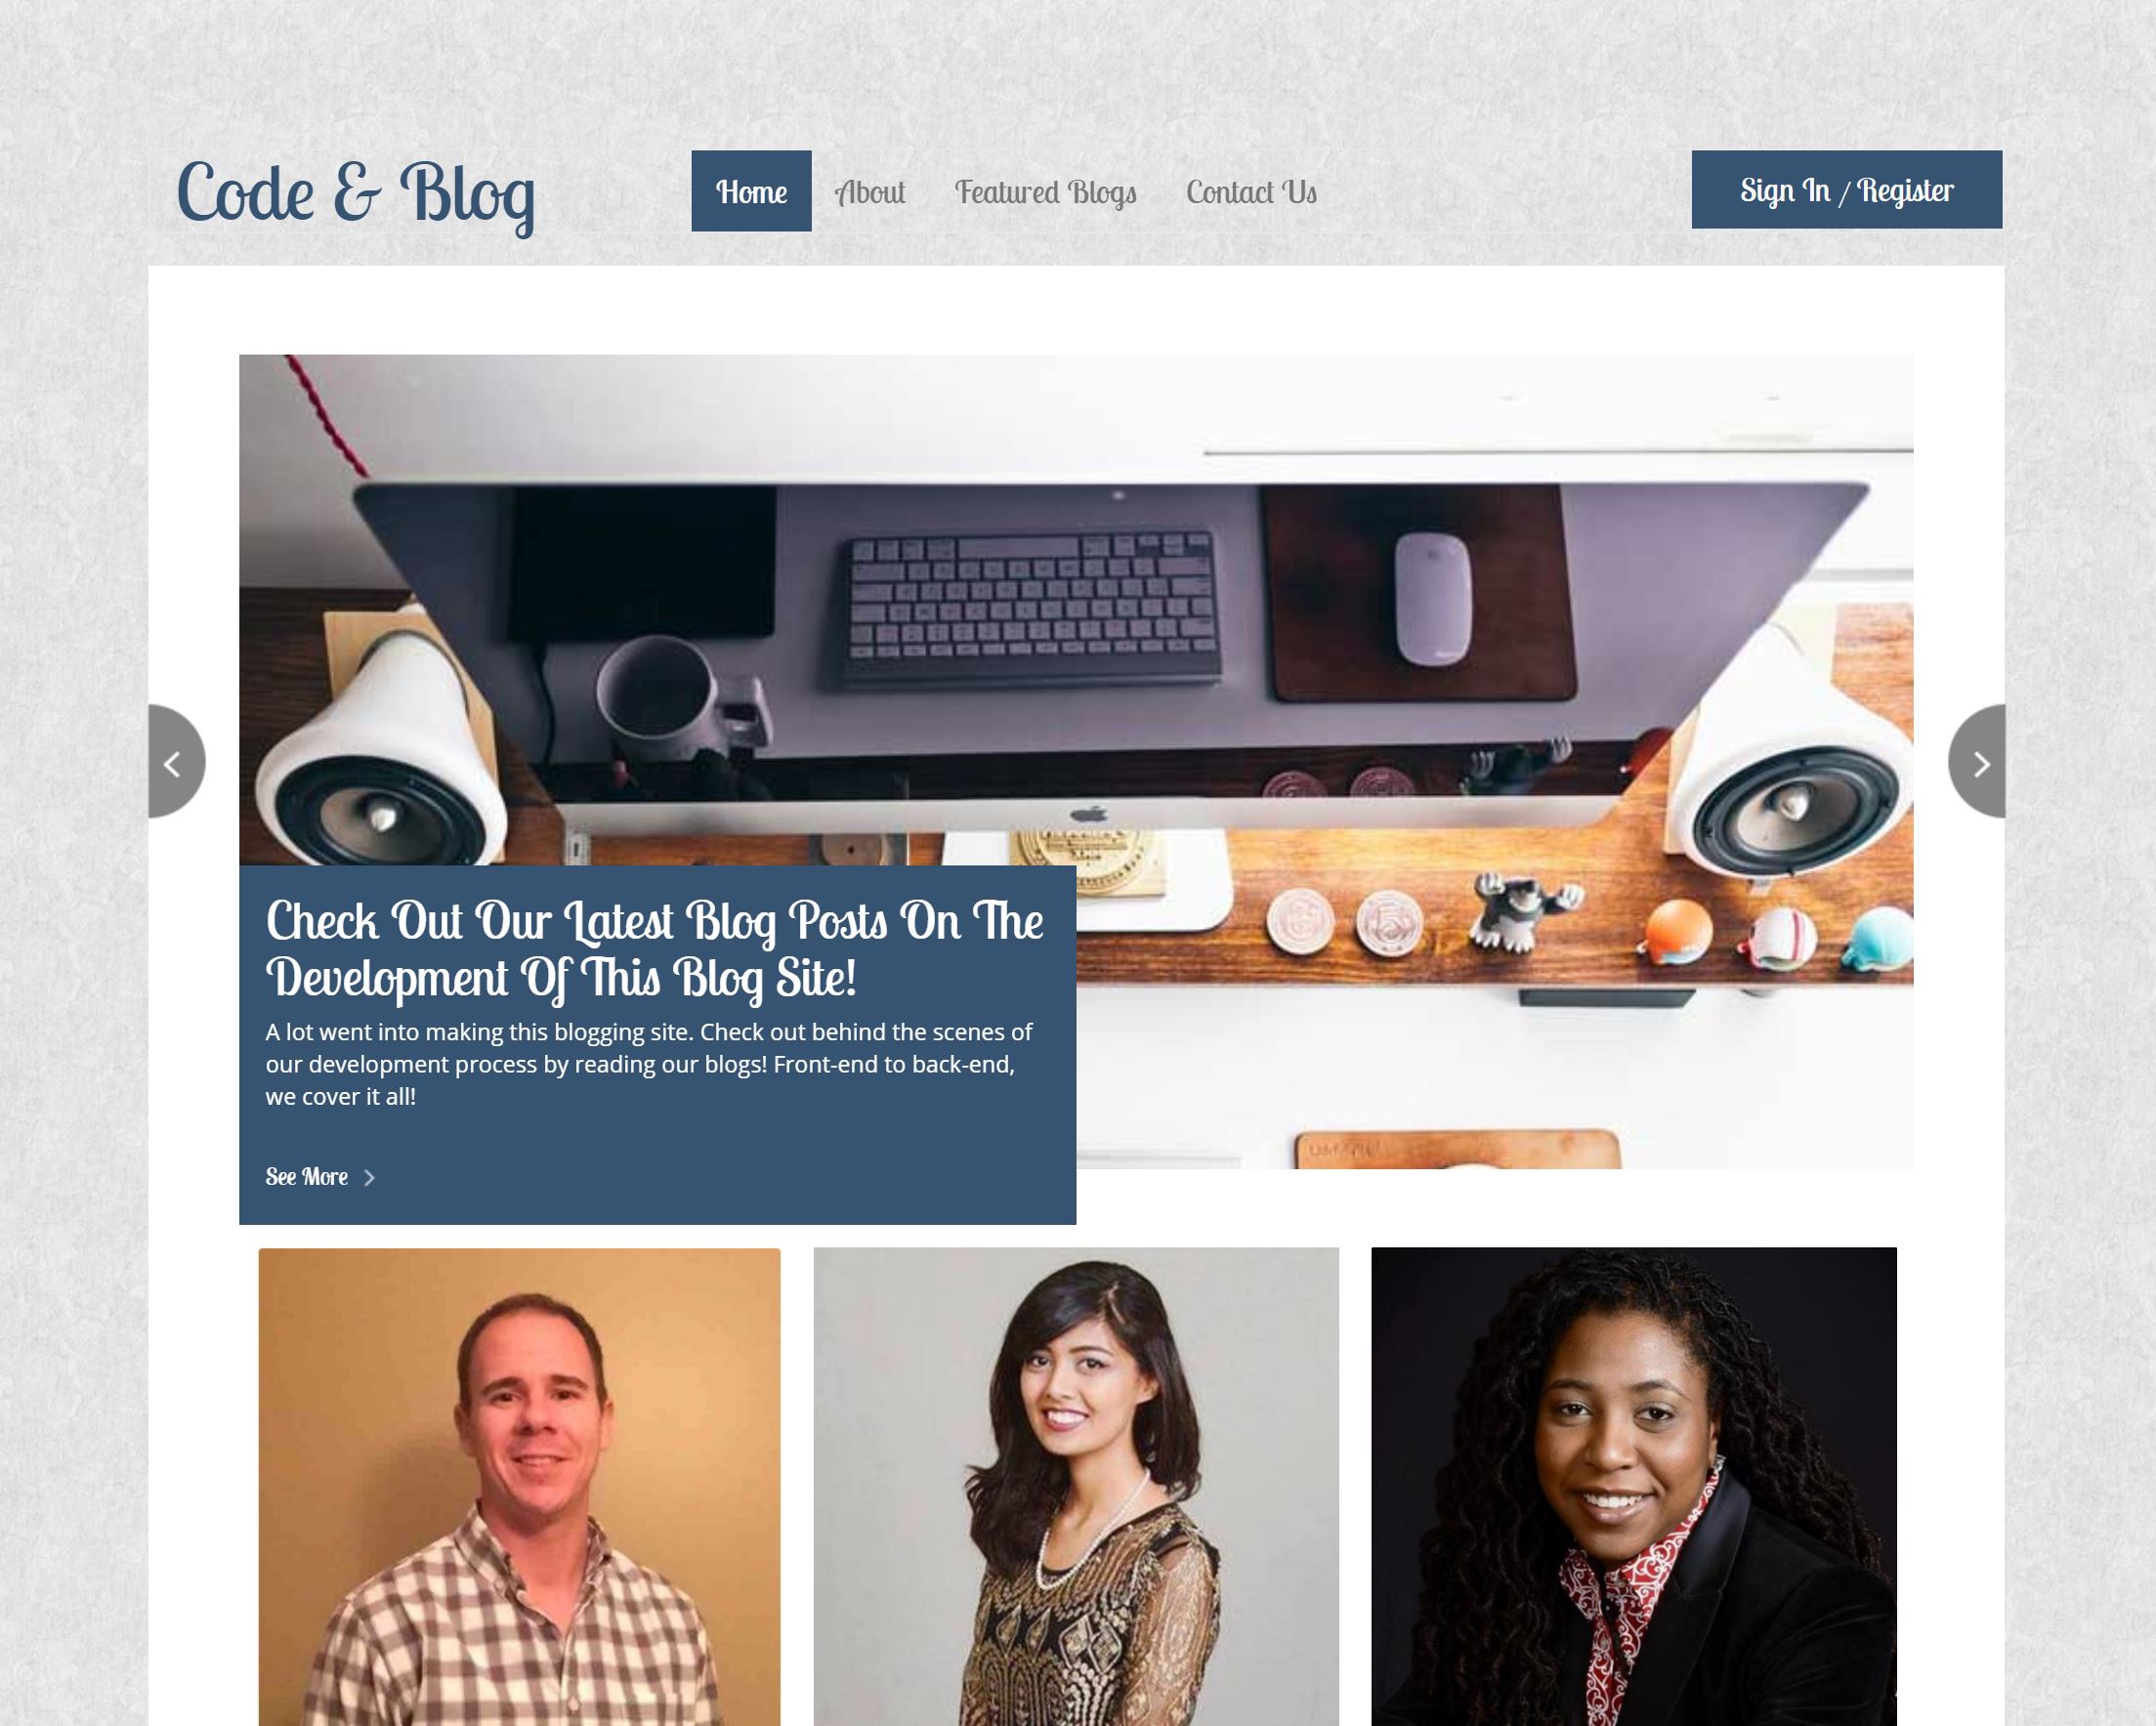 Code & Blog
Home
About
Featured Blogs
Contact Us
Sign In / Register
Check Out Our Latest Blog Posts On The
Development Of This Blog Site!
A lot went into making this blogging site. Check out behind the scenes of
our development process by reading our blogs! Front-end to back-end,
we cover it all!
See More